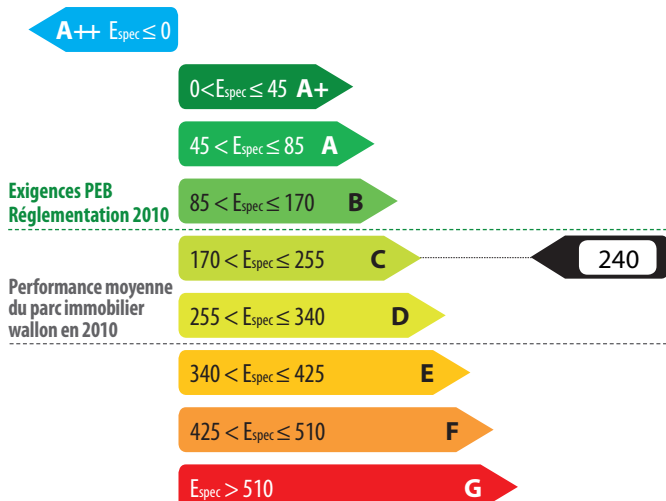 A++ Espec ≤ 0
0<Espec ≤ 45 A+
45 < Espec ≤ 85 A
Exigences PEB
Réglementation 2010
85 < Espec ≤ 170 B
170 < Espec ≤ 255 C
240
Performance moyenne
du parc immobilier
wallon en 2010
255 < Espec ≤ 340 D
340 < Espec ≤ 425 E
425 < Espec ≤ 510 F
Espec > 510 G